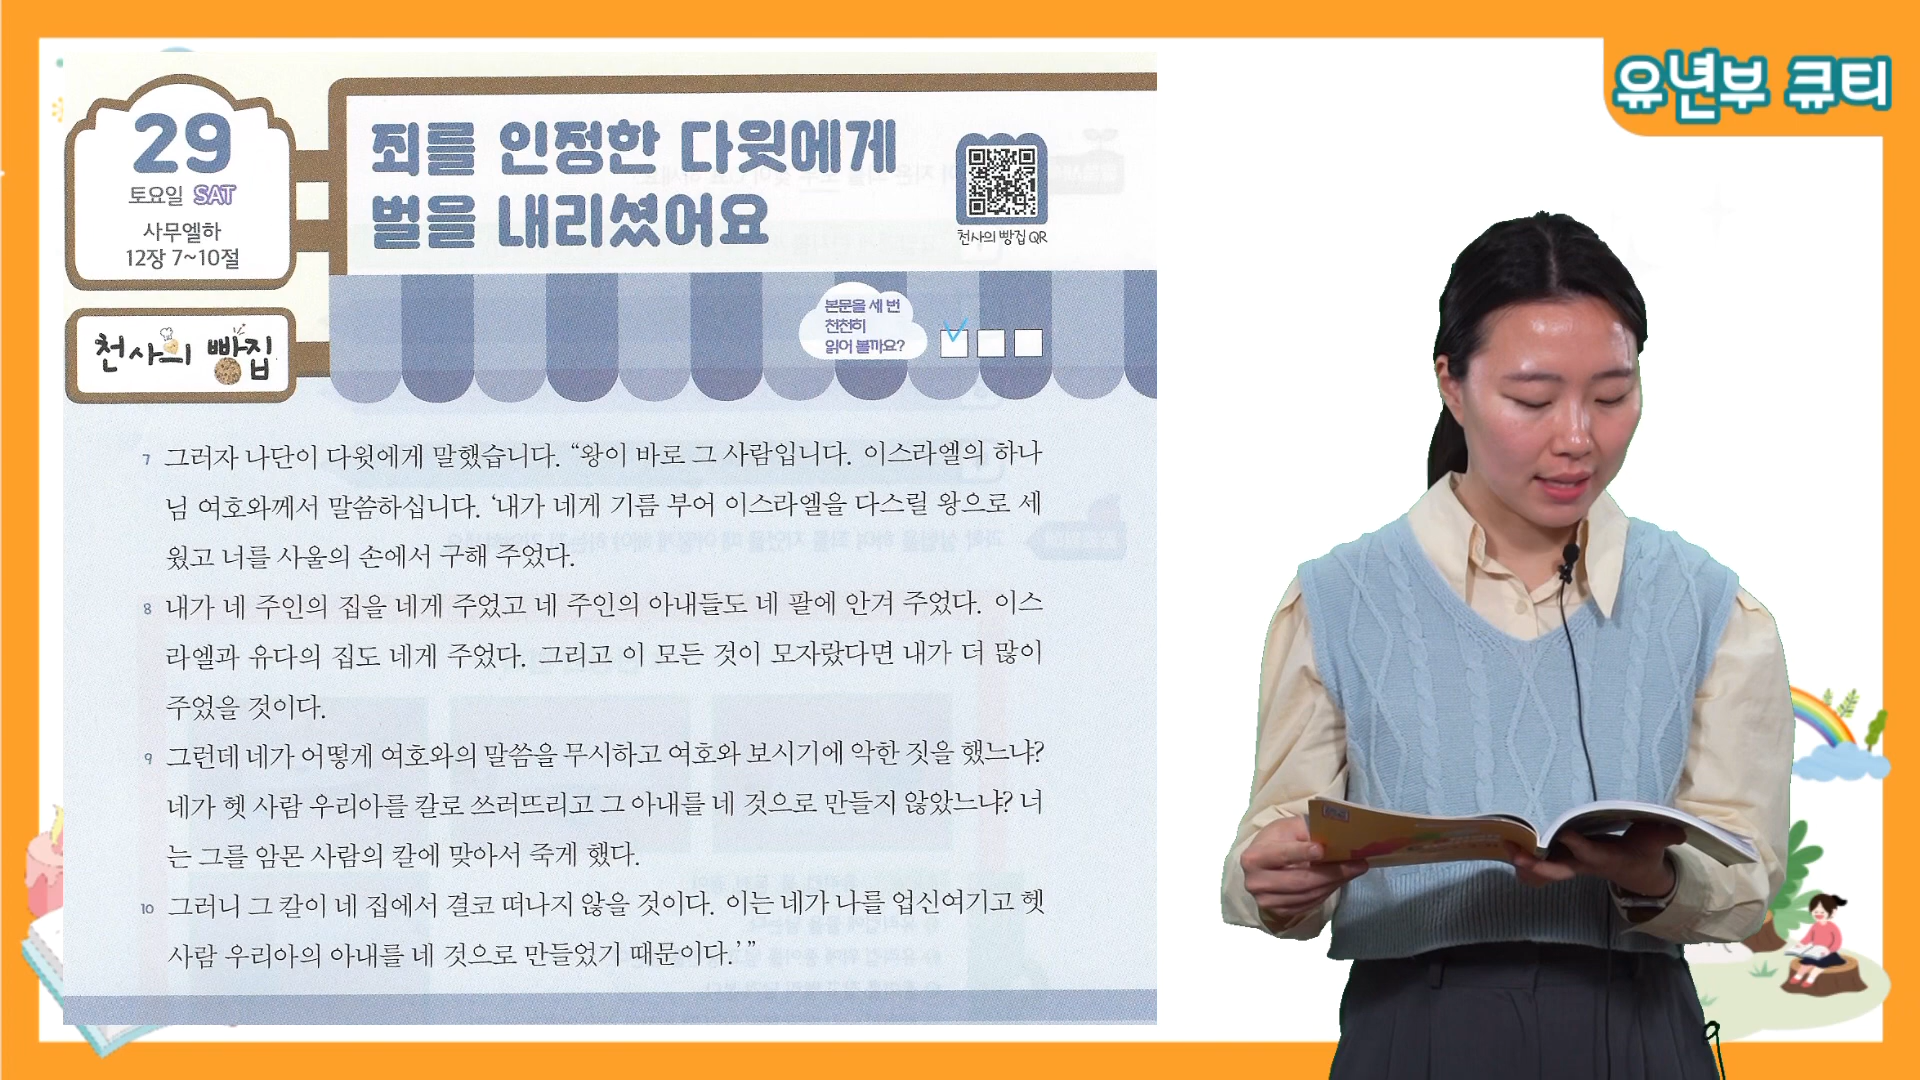 유년부 큐티
29
토요일 SAT
사무엘하
12장 7~10절
천사의 빵집
죄를 인정한 다윗에게
벌을 내리셨어요
천사의 빵집 QR
본문을 세 번
천천히
읽어 볼까요?
7 그러자 나단이 다윗에게 말했습니다. “왕이 바로 그 사람입니다. 이스라엘의 하나
님 여호와께서 말씀하십니다. ‘내가 네게 기름 부어 이스라엘을 다스릴 왕으로 세
웠고 너를 사울의 손에서 구해 주었다.
8 내가 네 주인의 집을 네게 주었고 네 주인의 아내들도 네 팔에 안겨 주었다. 이스
라엘과 유다의 집도 네게 주었다. 그리고 이 모든 것이 모자랐다면 내가 더 많이
주었을 것이다.
9 그런데 네가 어떻게 여호와의 말씀을 무시하고 여호와 보시기에 악한 짓을 했느냐?
네가 헷 사람 우리아를 칼로 쓰러뜨리고 그 아내를 네 것으로 만들지 않았느냐? 너
는 그를 암몬 사람의 칼에 맞아서 죽게 했다.
10 그러니 그 칼이 네 집에서 결코 떠나지 않을 것이다. 이는 네가 나를 업신여기고 헷
사람 우리아의 아내를 네 것으로 만들었기 때문이다.’”